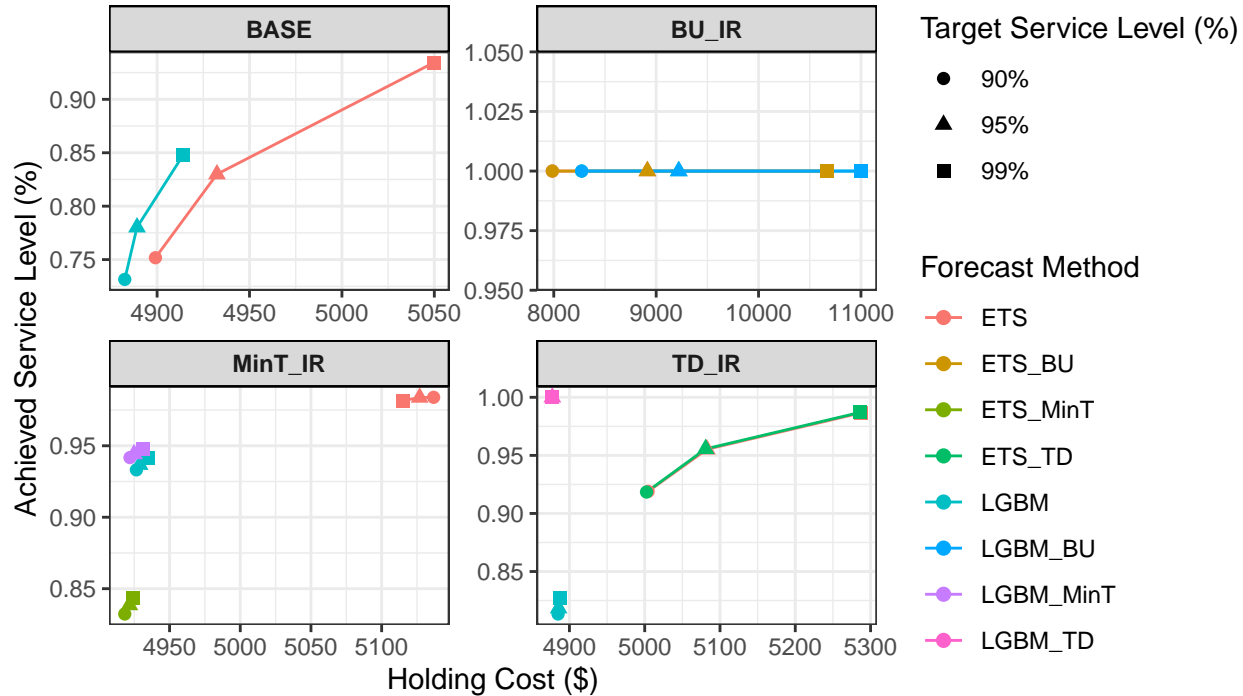 BASE
BU_IR
0.90
0.85
0.80
0.75
4900
4950
5000
5050
1.050
1.025
1.000
0.975
0.950
8000
9000
10000
11000
MinT_IR
TD_IR
0.95
0.90
0.85
4950
5000
5050
5100
1.00
0.95
0.90
0.85
4900
5000
5100
5200
5300
Achieved Service Level (%)
Holding Cost ($)
Target Service Level (%)
90%
95%
99%
Forecast Method
ETS
ETS_BU
ETS_MinT
ETS_TD
LGBM
LGBM_BU
LGBM_MinT
LGBM_TD